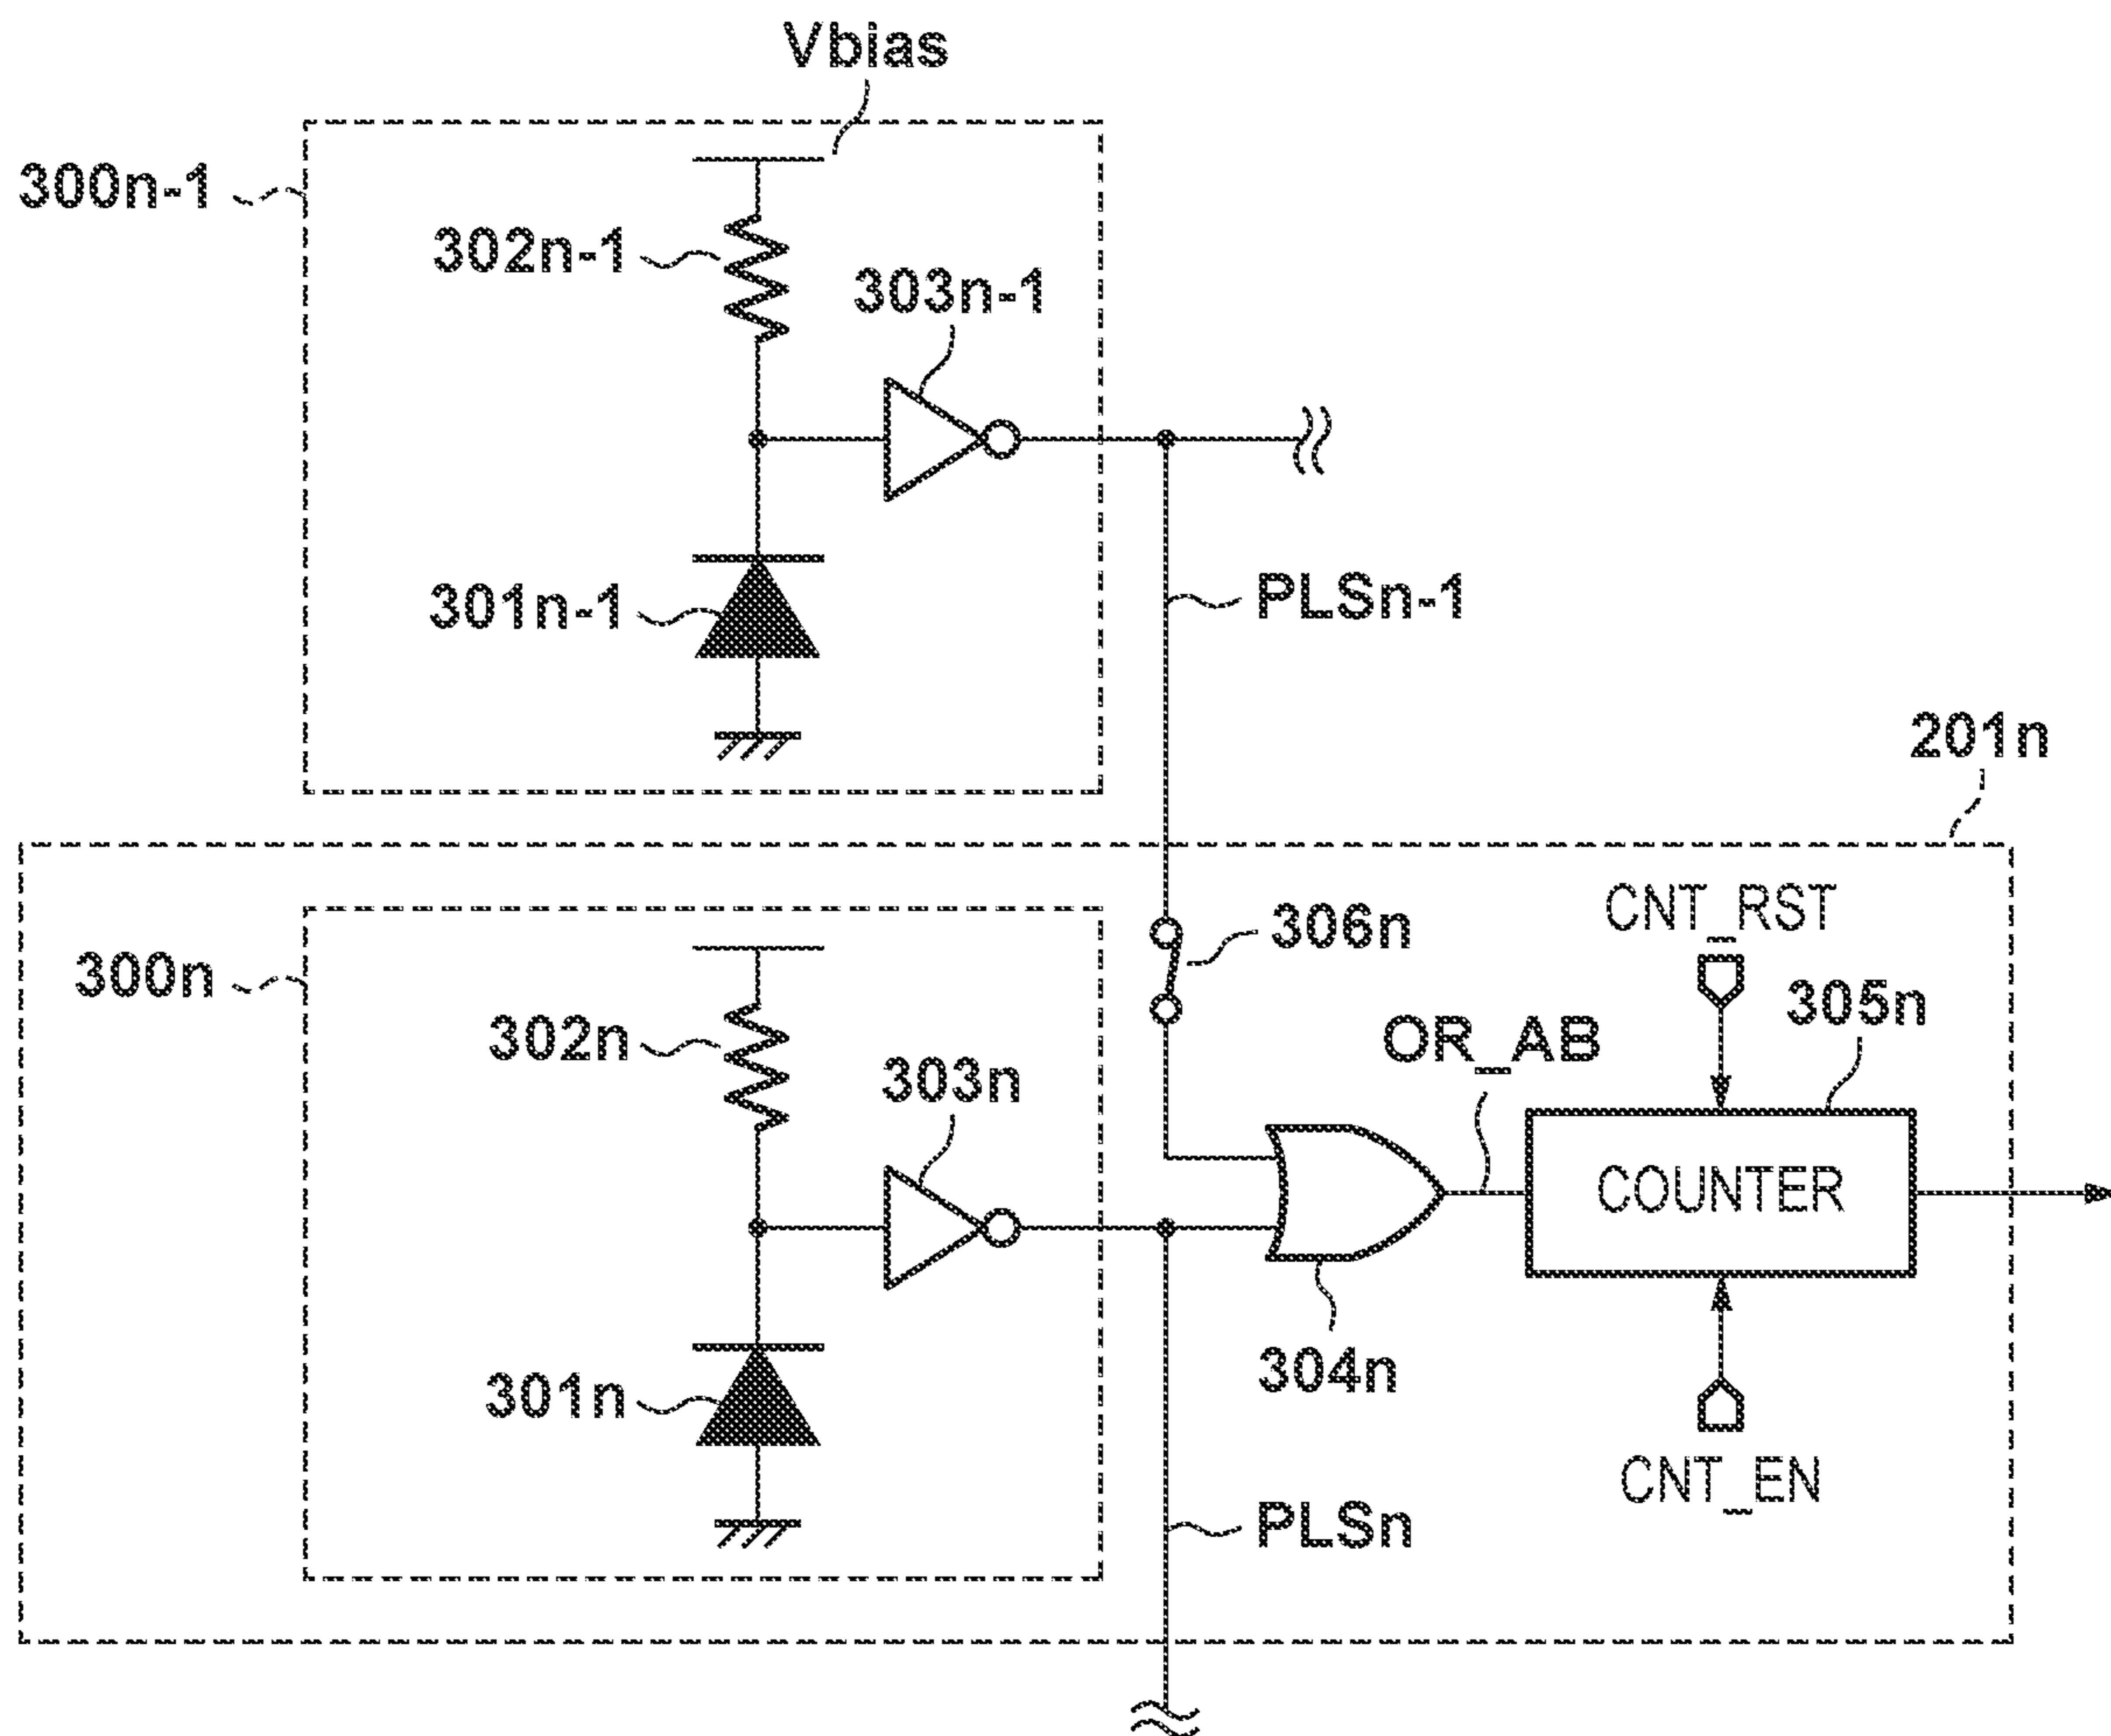 Vbias
300n-1
302n-1
303n-1
301n-1
PLSn-1
201n
CNT_RST
306n
300n
305n
302n
OR_AB
303n
COUNTER
304n
301n
CNT_EN
PLSn